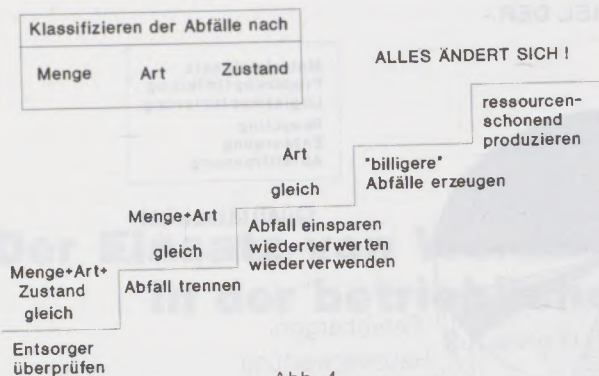 Klassifizieren der Abfälle nach
Menge Art Zustand
ALLES ÄNDERT SICH !
ressourcen-
schonend
produzieren
Art
gleich
"billigere"
Abfälle erzeugen
Menge+Art
gleich
Abfall einsparen
wiederverwerten
wiederverwenden
Menge+Art+
Zustand
gleich
Abfall trennen
Entsorger
überprüfen
Abb. 4